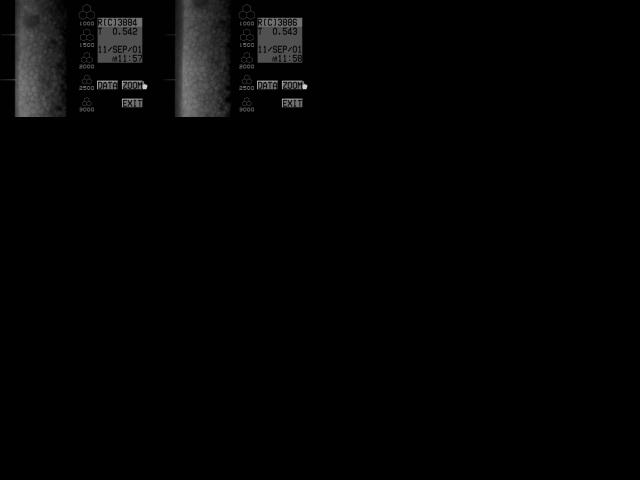 1000
R(C)3884
T 0.542
1500
11/SEP/01
11:57
2000
2500
DATA ZOOM
3000
EXIT
1000
R(C)3886
T 0.543
1500
11/SEP/01
11:58
2000
2500
DATA ZOOM
3000
EXIT